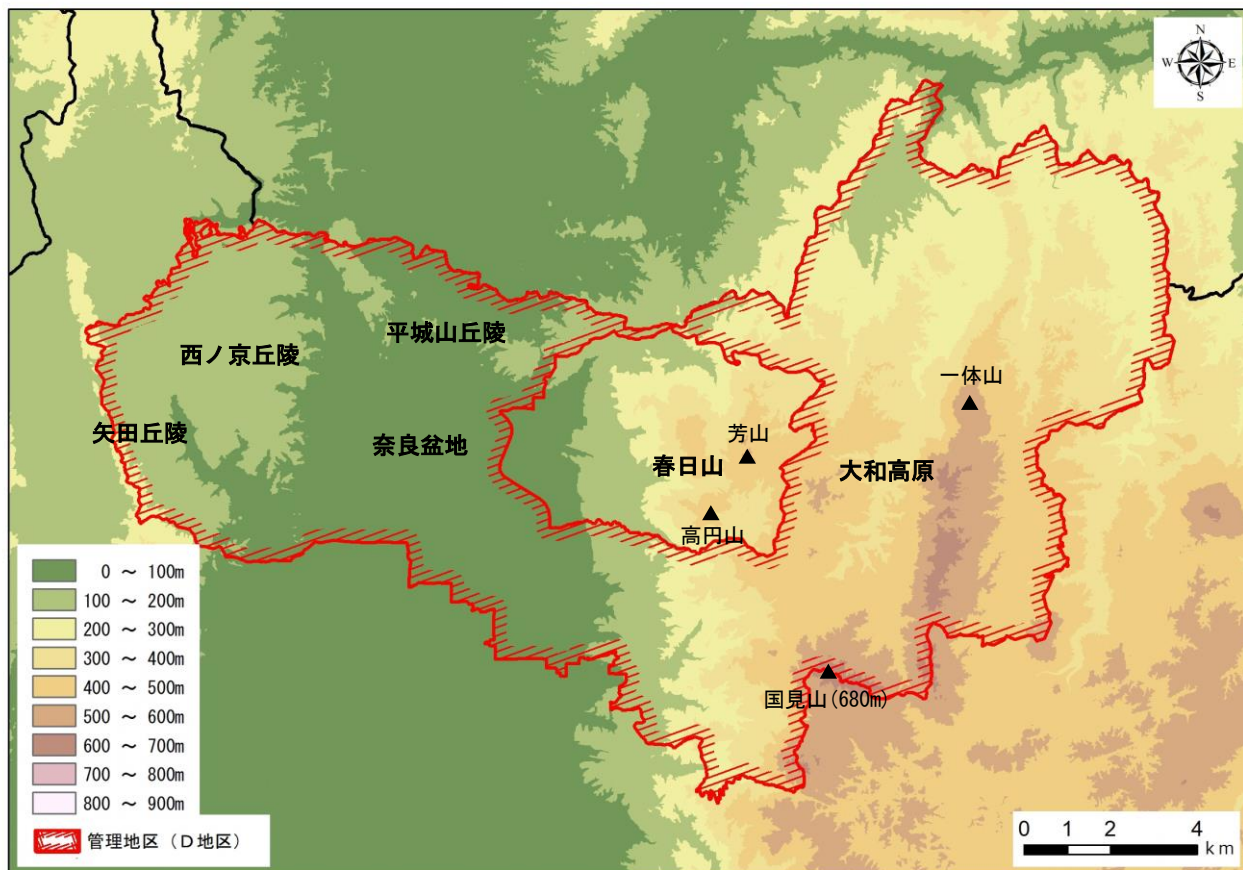 N
W E
S
平城山丘陵
西ノ京丘陵
一体山
矢田丘陵
奈良盆地
芳山
春日山
大和高原
高円山
国見山(680m)
0 ～ 100m
100 ～ 200m
200 ～ 300m
300 ～ 400m
400 ～ 500m
500 ～ 600m
600 ～ 700m
700 ～ 800m
800 ～ 900m
管理地区（D地区）
0 1 2 4
km